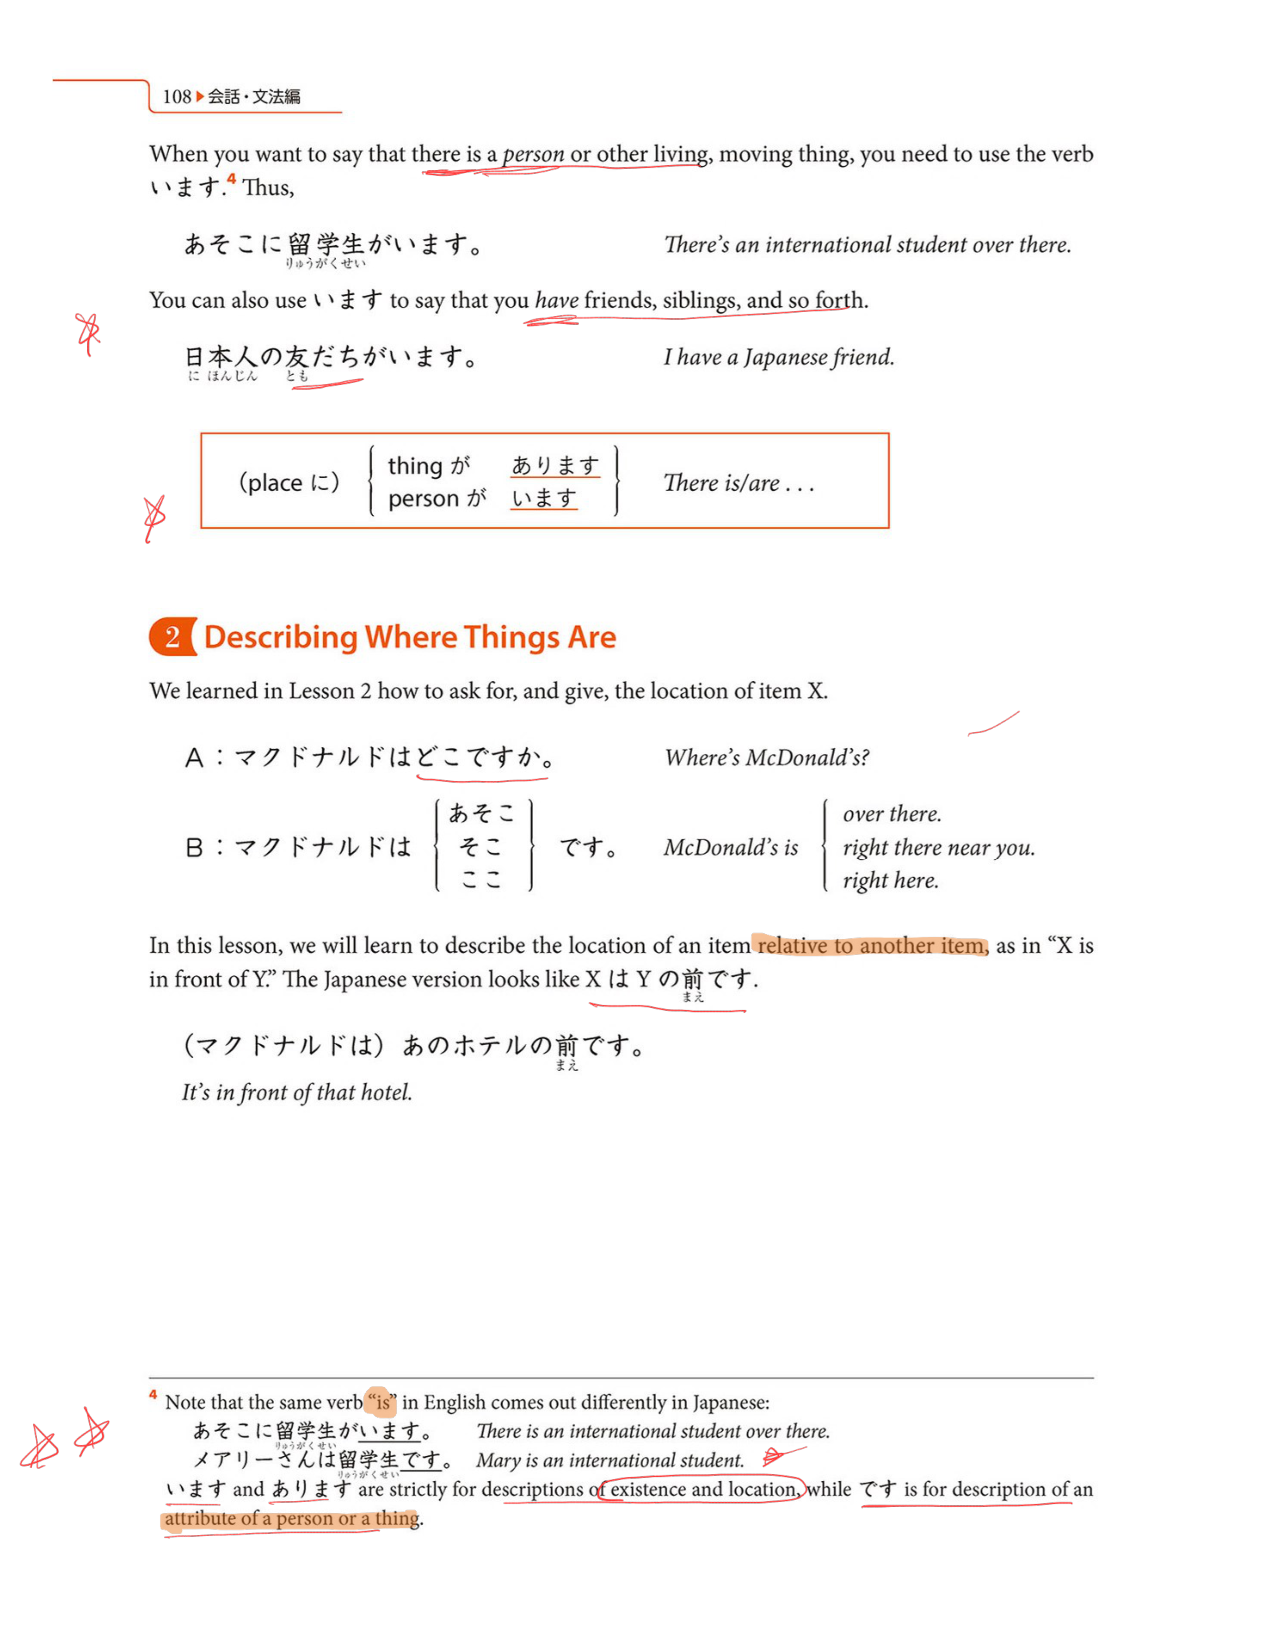 108▶会話・文法編
When you want to say that there is a person or other living, moving thing, you need to use the verb
います.4 Thus,
あそこに留学生がいます。 There's an international student over there.
りゅうがくせい
You can also use います to say that you have friends, siblings, and so forth.
日本人の友だちがいます。 I have a Japanese friend.
に ほんじん とも
(place に) thing が あります There is/are . . .
person が います
2 Describing Where Things Are
We learned in Lesson 2 how to ask for, and give, the location of item X.
A:マクドナルドはどこですか。 Where's McDonald's?
あそこ over there.
B:マクドナルドは そこ です。 McDonald's is right there near you.
ここ right here.
In this lesson, we will learn to describe the location of an item relative to another item, as in “X is
in front of Y.” The Japanese version looks like X は Y の前です.
まえ
(マクドナルドは)あのホテルの前です。
まえ
It's in front of that hotel.
4 Note that the same verb “is” in English comes out differently in Japanese:
あそこに留学生がいます。 There is an international student over there.
りゅうがくせい
メアリーさんは留学生です。 Mary is an international student.
りゅうがくせい
います and あります are strictly for descriptions of existence and location, while です is for description of an
attribute of a person or a thing.